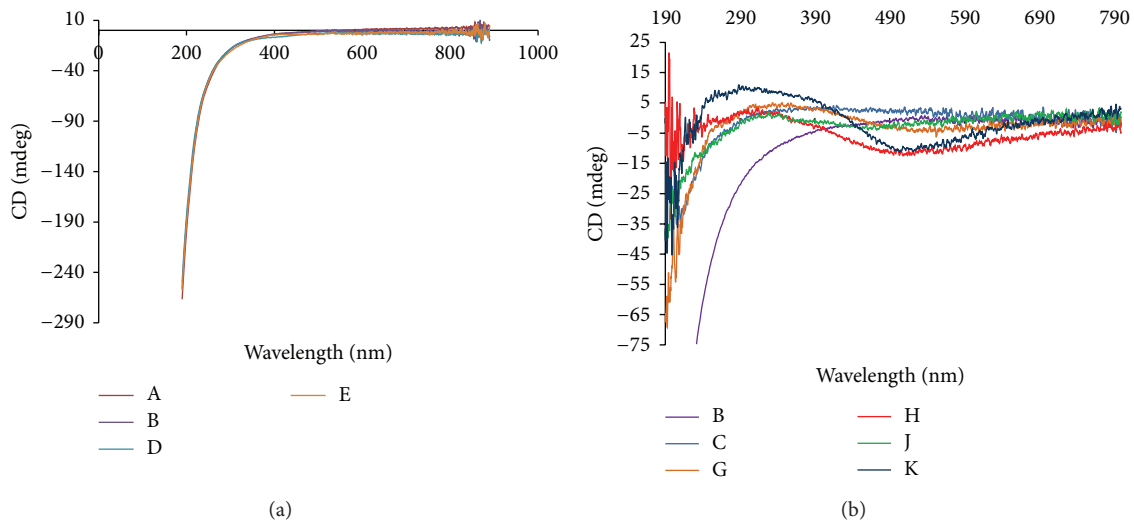 10
−40
−90
−140
−190
−240
−290
0 200 400 600 800 1000
CD (mdeg)
Wavelength (nm)
A
B
D
E
(a)
190 290 390 490 590 690 790
25
15
5
−5
−15
−25
−35
−45
−55
−65
−75
CD (mdeg)
Wavelength (nm)
B
C
G
H
J
K
(b)